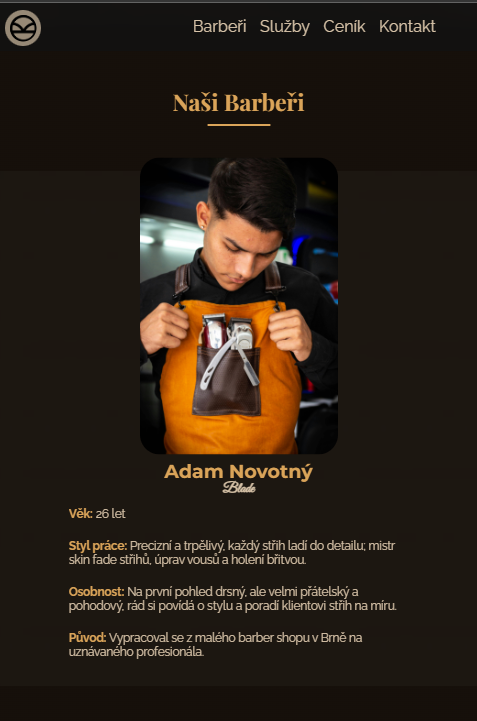 Barbeři Služby Ceník Kontakt
Naši Barbeři
Adam Novotný
Blade
Věk: 26 let
Styl práce: Precizní a trpělivý, každý střih ladí do detailu; mistr
skin fade střihů, úprav vousů a holení břitvou.
Osobnost: Na první pohled drsný, ale velmi přátelský a
pohodový, rád si povídá o stylu a poradí klientovi střih na míru.
Původ: Vypracoval se z malého barber shopu v Brně na
uznávaného profesionála.